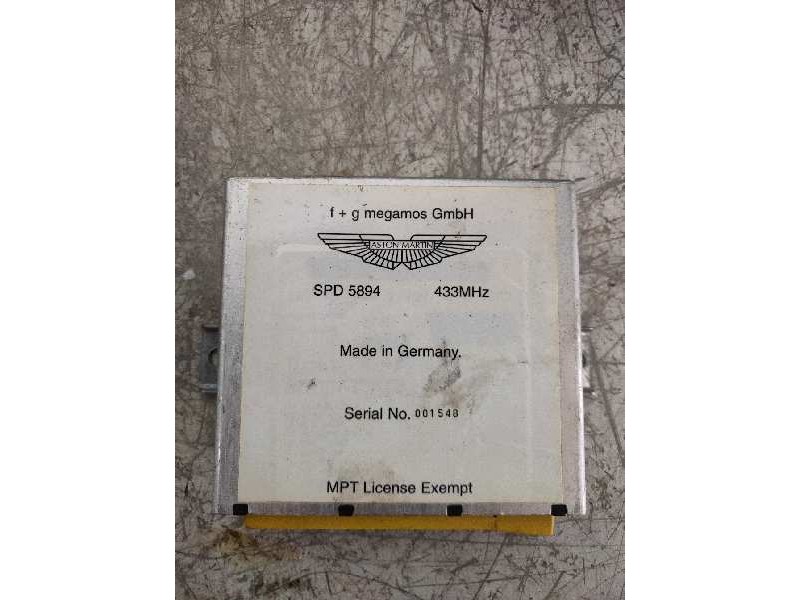 f + g megamos GmbH
ASTON MARTIN
SPD 5894 433MHz
Made in Germany.
Serial No. 001548
MPT License Exempt